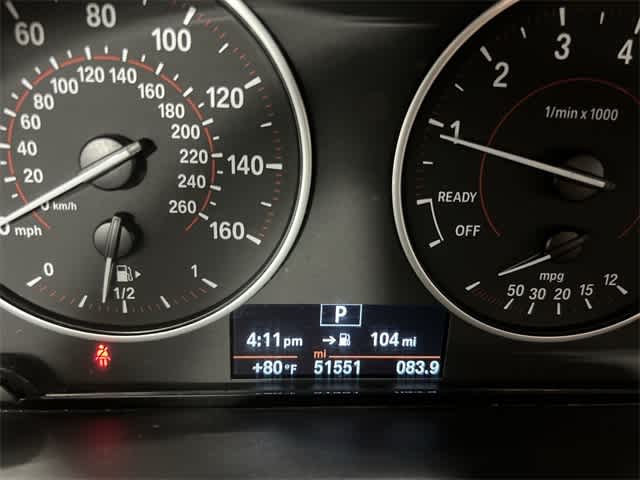 60 80 100 120 140 160
0 mph
0 km/h 20 40 60 80 100 120 140 160 180 200 220 240 260
0 1/2 1
1 2 3 4
1/min x 1000
READY
OFF
mpg
50 30 20 15 12
P
4:11 pm 104 mi
mi
+80 °F 51551 083.9